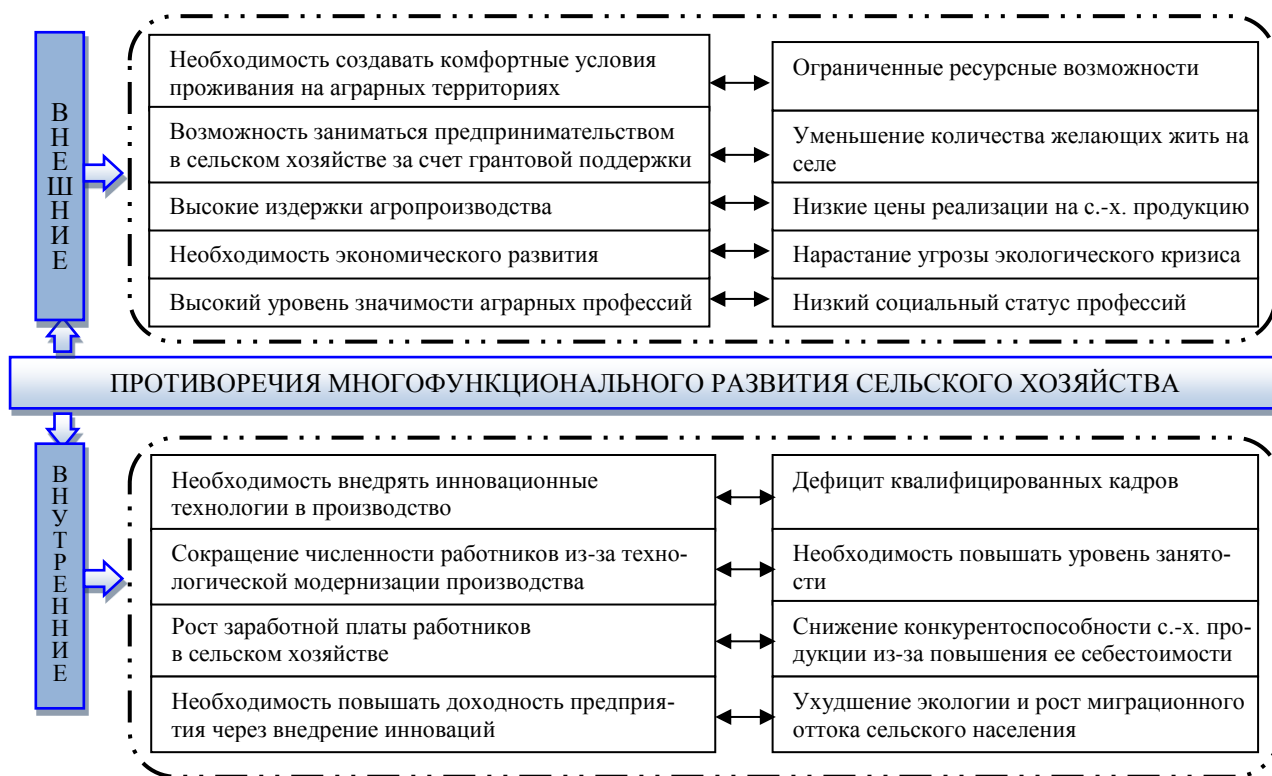 ВНЕШНИЕ
Необходимость создавать комфортные условия
проживания на аграрных территориях
Ограниченные ресурсные возможности
Возможность заниматься предпринимательством
в сельском хозяйстве за счет грантовой поддержки
Уменьшение количества желающих жить на
селе
Высокие издержки агропроизводства
Низкие цены реализации на с.-х. продукцию
Необходимость экономического развития
Нарастание угрозы экологического кризиса
Высокий уровень значимости аграрных профессий
Низкий социальный статус профессий
ПРОТИВОРЕЧИЯ МНОГОФУНКЦИОНАЛЬНОГО РАЗВИТИЯ СЕЛЬСКОГО ХОЗЯЙСТВА
ВНУТРЕННИЕ
Необходимость внедрять инновационные
технологии в производство
Дефицит квалифицированных кадров
Сокращение численности работников из-за техно-
логической модернизации производства
Необходимость повышать уровень занято-
сти
Рост заработной платы работников
в сельском хозяйстве
Снижение конкурентоспособности с.-х. про-
дукции из-за повышения ее себестоимости
Необходимость повышать доходность предприя-
тия через внедрение инноваций
Ухудшение экологии и рост миграционного
оттока сельского населения